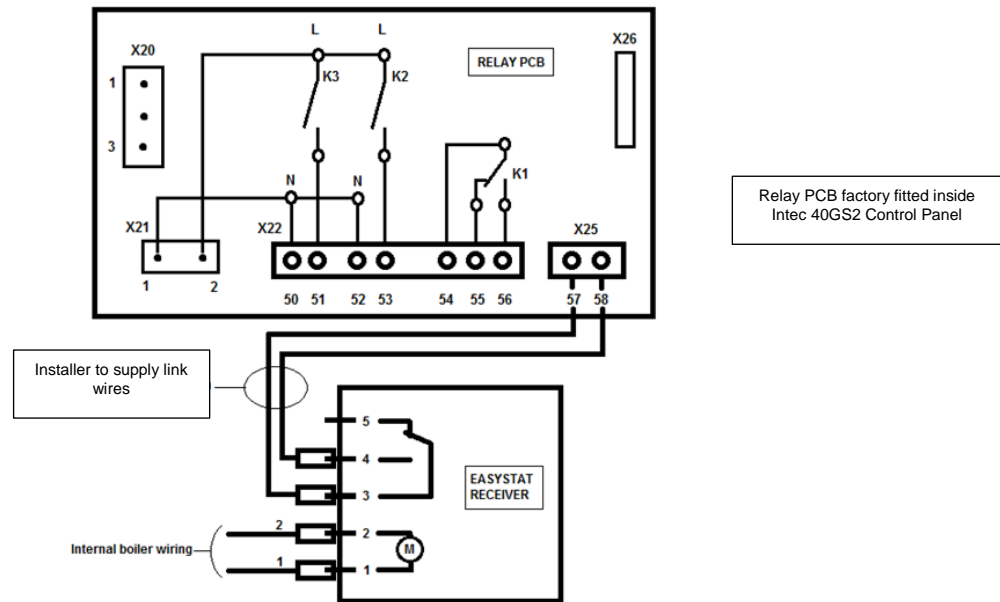 L L
X20 X26
RELAY PCB
1 K3 K2
3
K1
N N
X21 X22 X25
1 2
50 51 52 53 54 55 56 57 58
Relay PCB factory fitted inside
Intec 40GS2 Control Panel
Installer to supply link
wires
5
4
EASYSTAT
RECEIVER
3
2 2
Internal boiler wiring
M
1 1